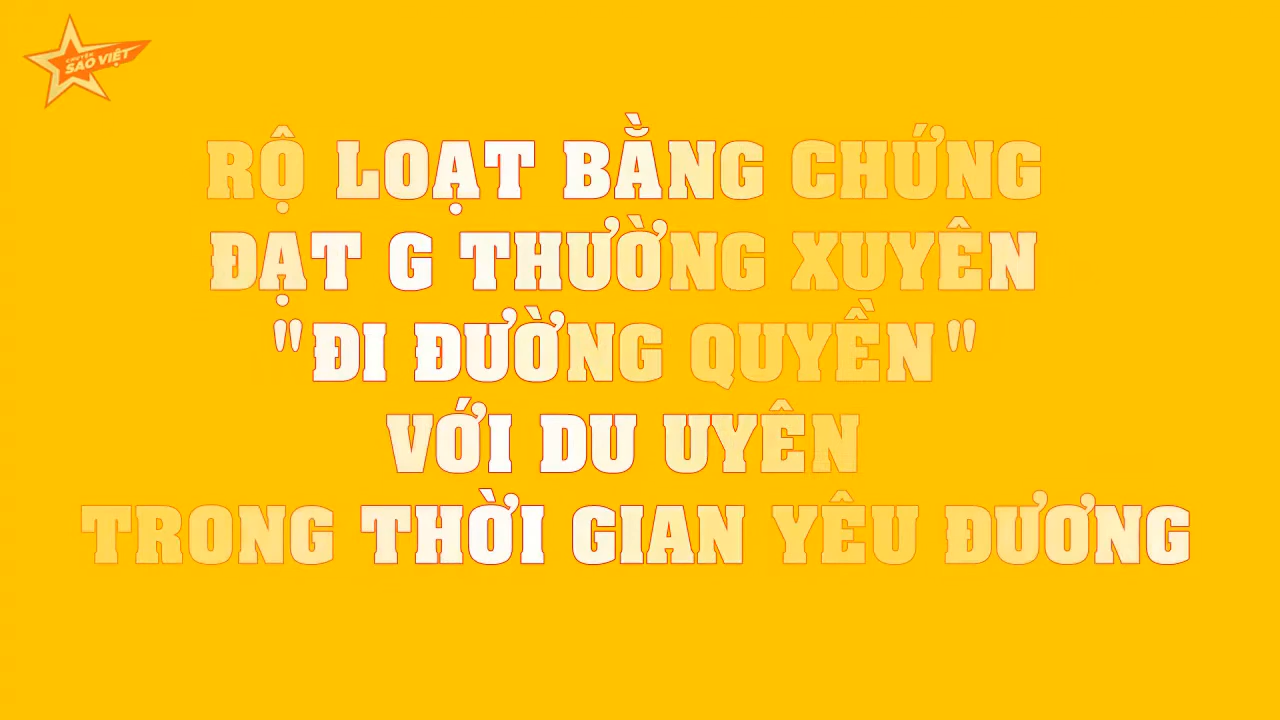 CHUYỆN
SAO VIỆT
RỘ LOẠT BẰNG CHỨNG
ĐẠT G THƯỜNG XUYÊN
"ĐI ĐƯỜNG QUYỀN"
VỚI DU UYÊN
TRONG THỜI GIAN YÊU ĐƯƠNG